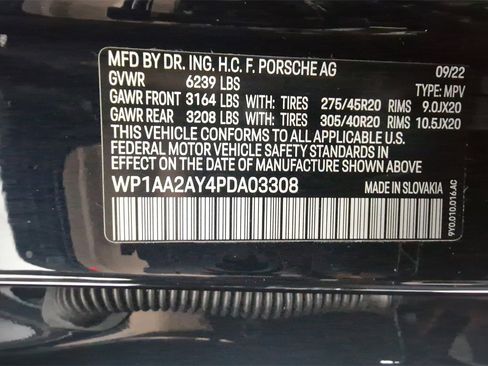 MFD BY DR. ING. H.C. F. PORSCHE AG 09/22
GVWR 6239 LBS TYPE: MPV
GAWR FRONT 3164 LBS WITH: TIRES 275/45R20 RIMS 9.0JX20
GAWR REAR 3208 LBS WITH: TIRES 305/40R20 RIMS 10.5JX20
THIS VEHICLE CONFORMS TO ALL APPLICABLE U.S.
FEDERAL MOTOR VEHICLE SAFETY STANDARDS IN
EFFECT ON THE DATE OF MANUFACTURE SHOWN ABOVE.
WP1AA2AY4PDA03308 MADE IN SLOVAKIA
9Y0.010.016.AC